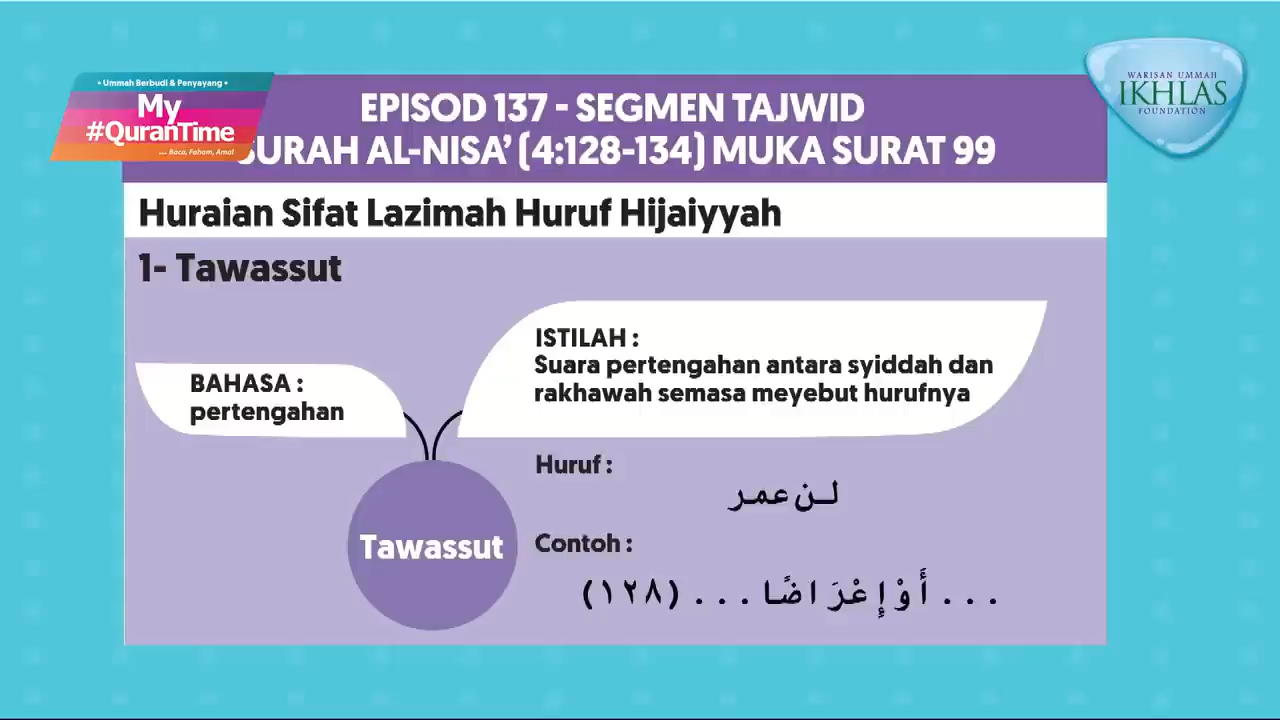 • Ummah Berbudi & Penyayang •
My
#QuranTime
... Baca, Faham, Amal
WARISAN UMMAH
IKHLAS
FOUNDATION
EPISOD 137 - SEGMEN TAJWID
SURAH AL-NISA’ (4:128-134) MUKA SURAT 99
Huraian Sifat Lazimah Huruf Hijaiyyah
1- Tawassut
BAHASA :
pertengahan
ISTILAH :
Suara pertengahan antara syiddah dan
rakhawah semasa meyebut hurufnya
Tawassut
Huruf :
لـن عمـر
Contoh :
... أَوْ إِعْرَاضًا ... (١٢٨)